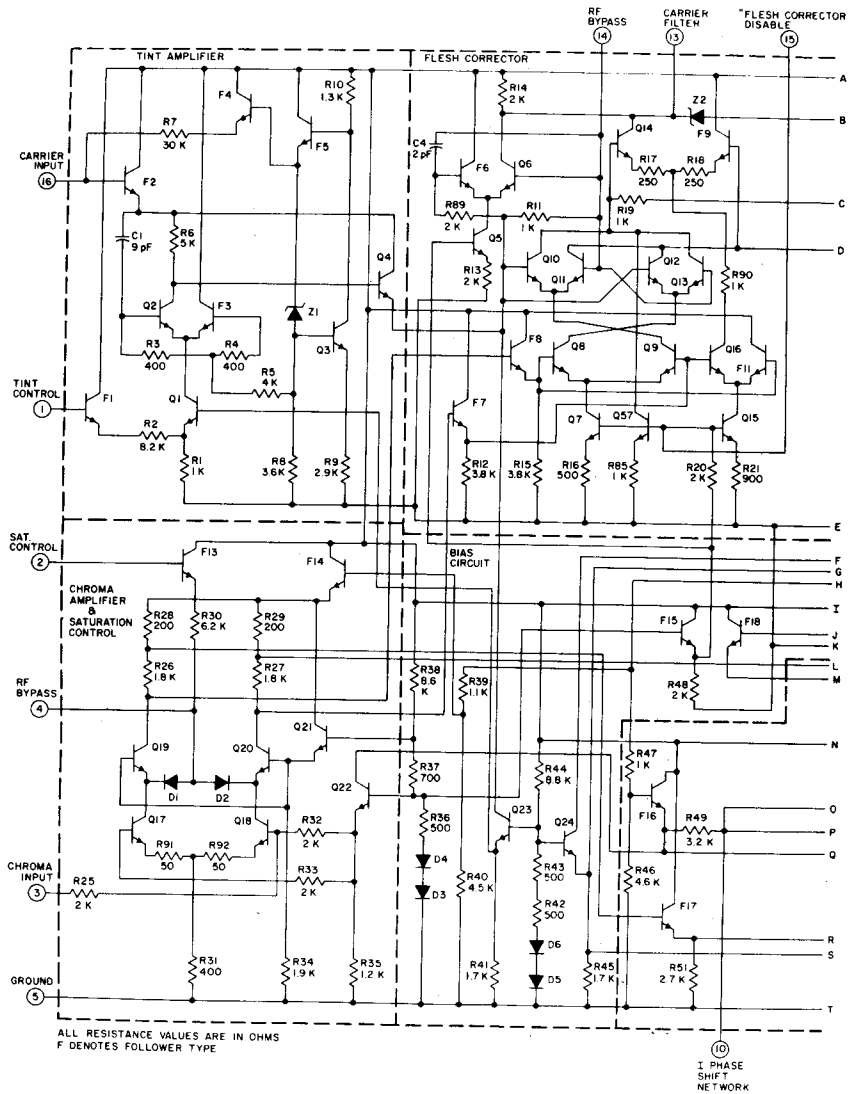 RF
BYPASS
14
CARRIER
FILTER
13
"FLESH CORRECTOR
DISABLE
15
TINT AMPLIFIER
FLESH CORRECTOR
A
R10
1.3 K
R14
2 K
F4
Z2
B
R7
30 K
F5
C4
2 pF
Q14
F9
CARRIER
INPUT
16
F2
F6
Q6
R17
250
R18
250
R89
2 K
R11
1 K
R19
1 K
C
C1
9 pF
R6
5 K
Q5
Q4
Q10
Q12
D
R13
2 K
Q11
Q13
R90
1 K
Q2
F3
Z1
F8
Q8
Q9
Q16
F11
R3
400
R4
400
Q3
R5
4 K
TINT
CONTROL
1
F1
Q1
F7
Q7
Q57
Q15
R2
8.2 K
R1
1 K
R8
3.6K
R9
2.9K
R12
3.8K
R15
3.8K
R16
500
R85
1 K
R20
2 K
R21
900
E
SAT.
CONTROL
2
F13
F14
BIAS
CIRCUIT
F
G
H
CHROMA
AMPLIFIER
&
SATURATION
CONTROL
R28
200
R30
6.2 K
R29
200
I
F15
F18
J
K
R26
1.8 K
R27
1.8 K
R38
8.6
K
R39
1.1 K
L
M
R48
2 K
RF
BYPASS
4
Q21
Q19
Q20
N
D1
D2
Q22
R37
700
R44
8.8 K
R47
1 K
Q17
Q18
R32
2 K
R36
500
Q23
Q24
F16
R49
3.2 K
O
P
R91
50
R92
50
D4
Q
R33
2 K
R43
500
CHROMA
INPUT
3
R25
2 K
D3
R40
4.5 K
R46
4.6 K
R42
500
F17
D6
R
S
R31
400
R34
1.9 K
R35
1.2 K
R41
1.7 K
D5
R45
1.7 K
R51
2.7 K
GROUND
5
T
ALL RESISTANCE VALUES ARE IN OHMS
F DENOTES FOLLOWER TYPE
10
I PHASE
SHIFT
NETWORK